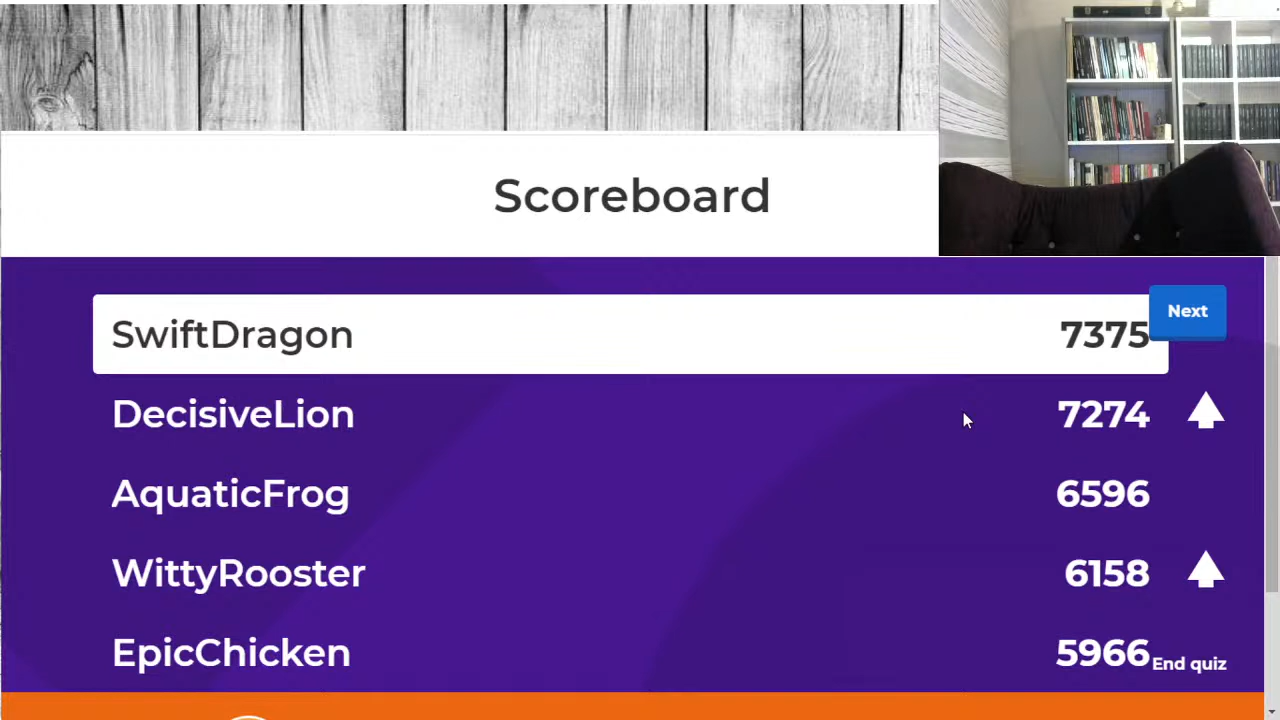 Scoreboard
Next
SwiftDragon 7375
DecisiveLion 7274
AquaticFrog 6596
WittyRooster 6158
EpicChicken 5966
End quiz